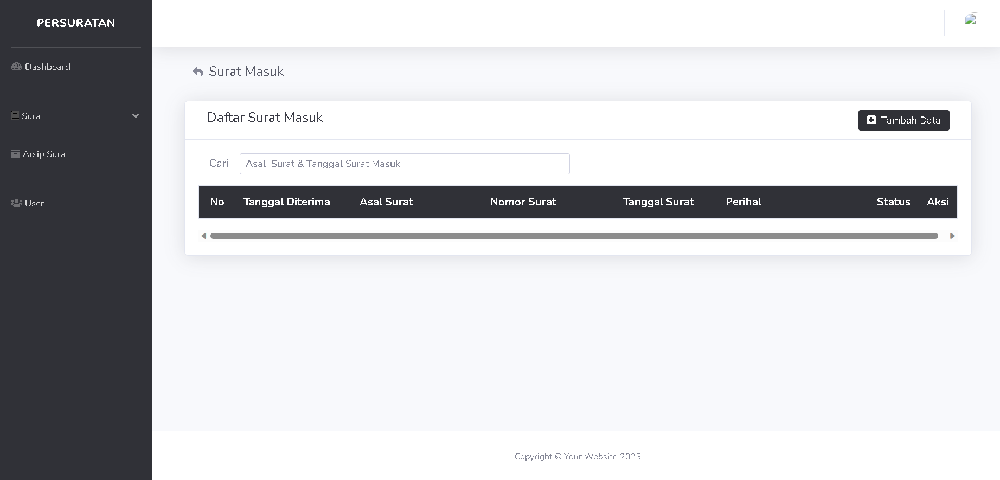 PERSURATAN
Dashboard
Surat
Arsip Surat
User
Surat Masuk
Daftar Surat Masuk
Tambah Data
Cari Asal  Surat & Tanggal Surat Masuk
No Tanggal Diterima Asal Surat Nomor Surat Tanggal Surat Perihal Status Aksi
Copyright © Your Website 2023